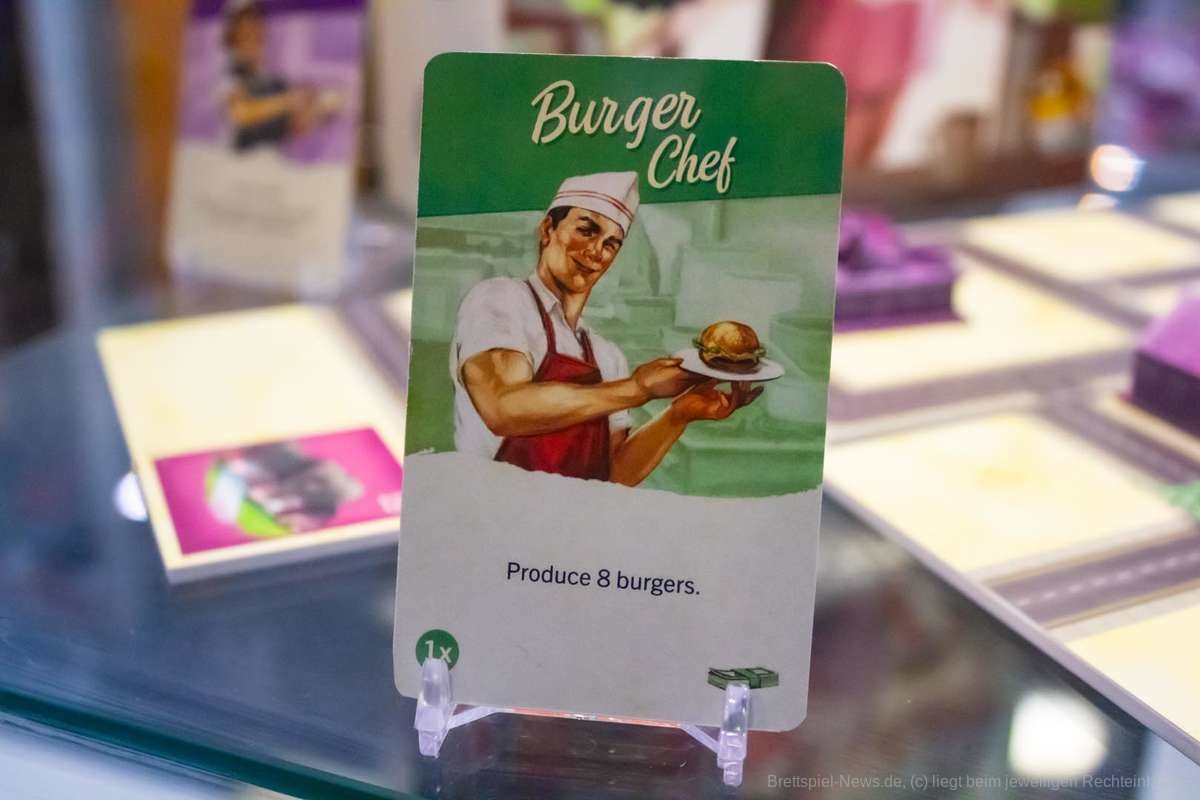 Burger
Chef
Produce 8 burgers.
1x
Brettspiel-News.de, (c) liegt beim jeweiligen Rechteinh